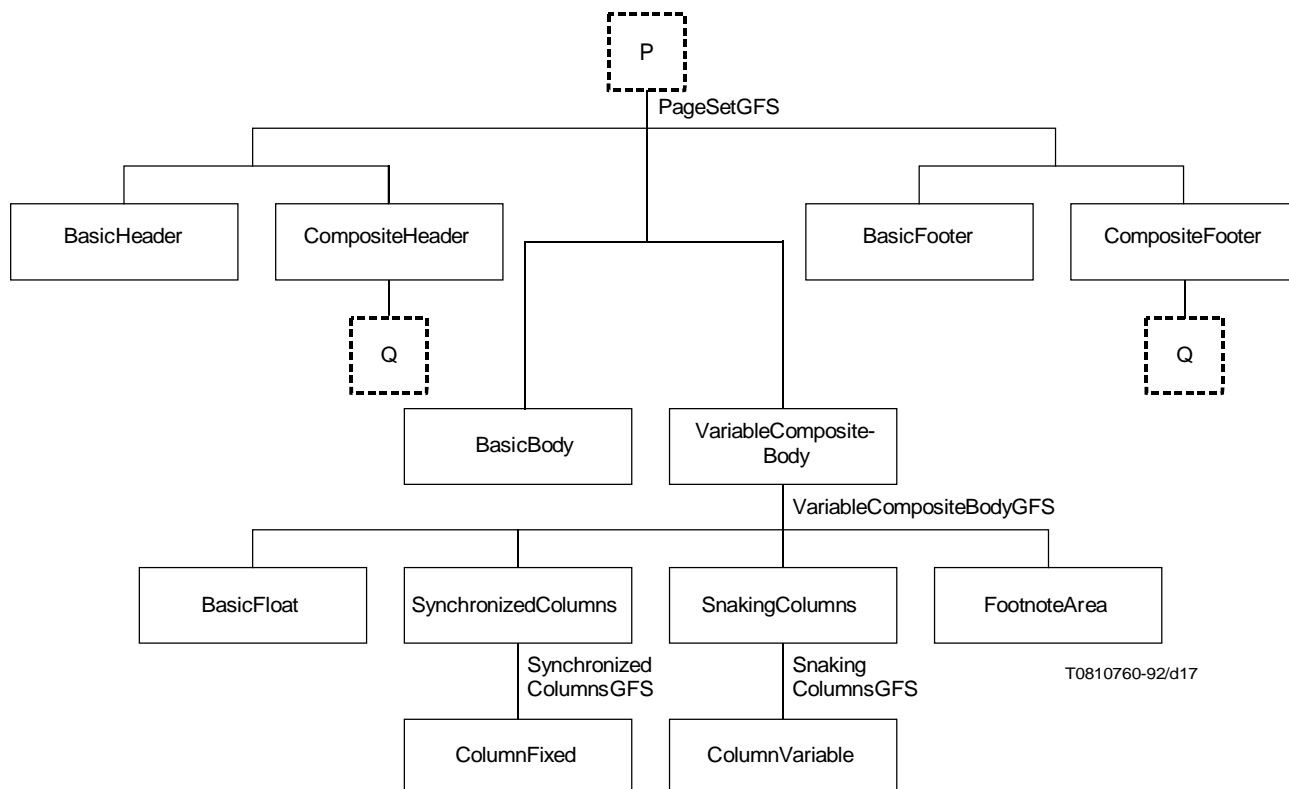 P
PageSetGFS
BasicHeader
CompositeHeader
BasicFooter
CompositeFooter
Q
Q
BasicBody
VariableComposite-
Body
VariableCompositeBodyGFS
BasicFloat
SynchronizedColumns
SnakingColumns
FootnoteArea
Synchronized
ColumnsGFS
Snaking
ColumnsGFS
T0810760-92/d17
ColumnFixed
ColumnVariable